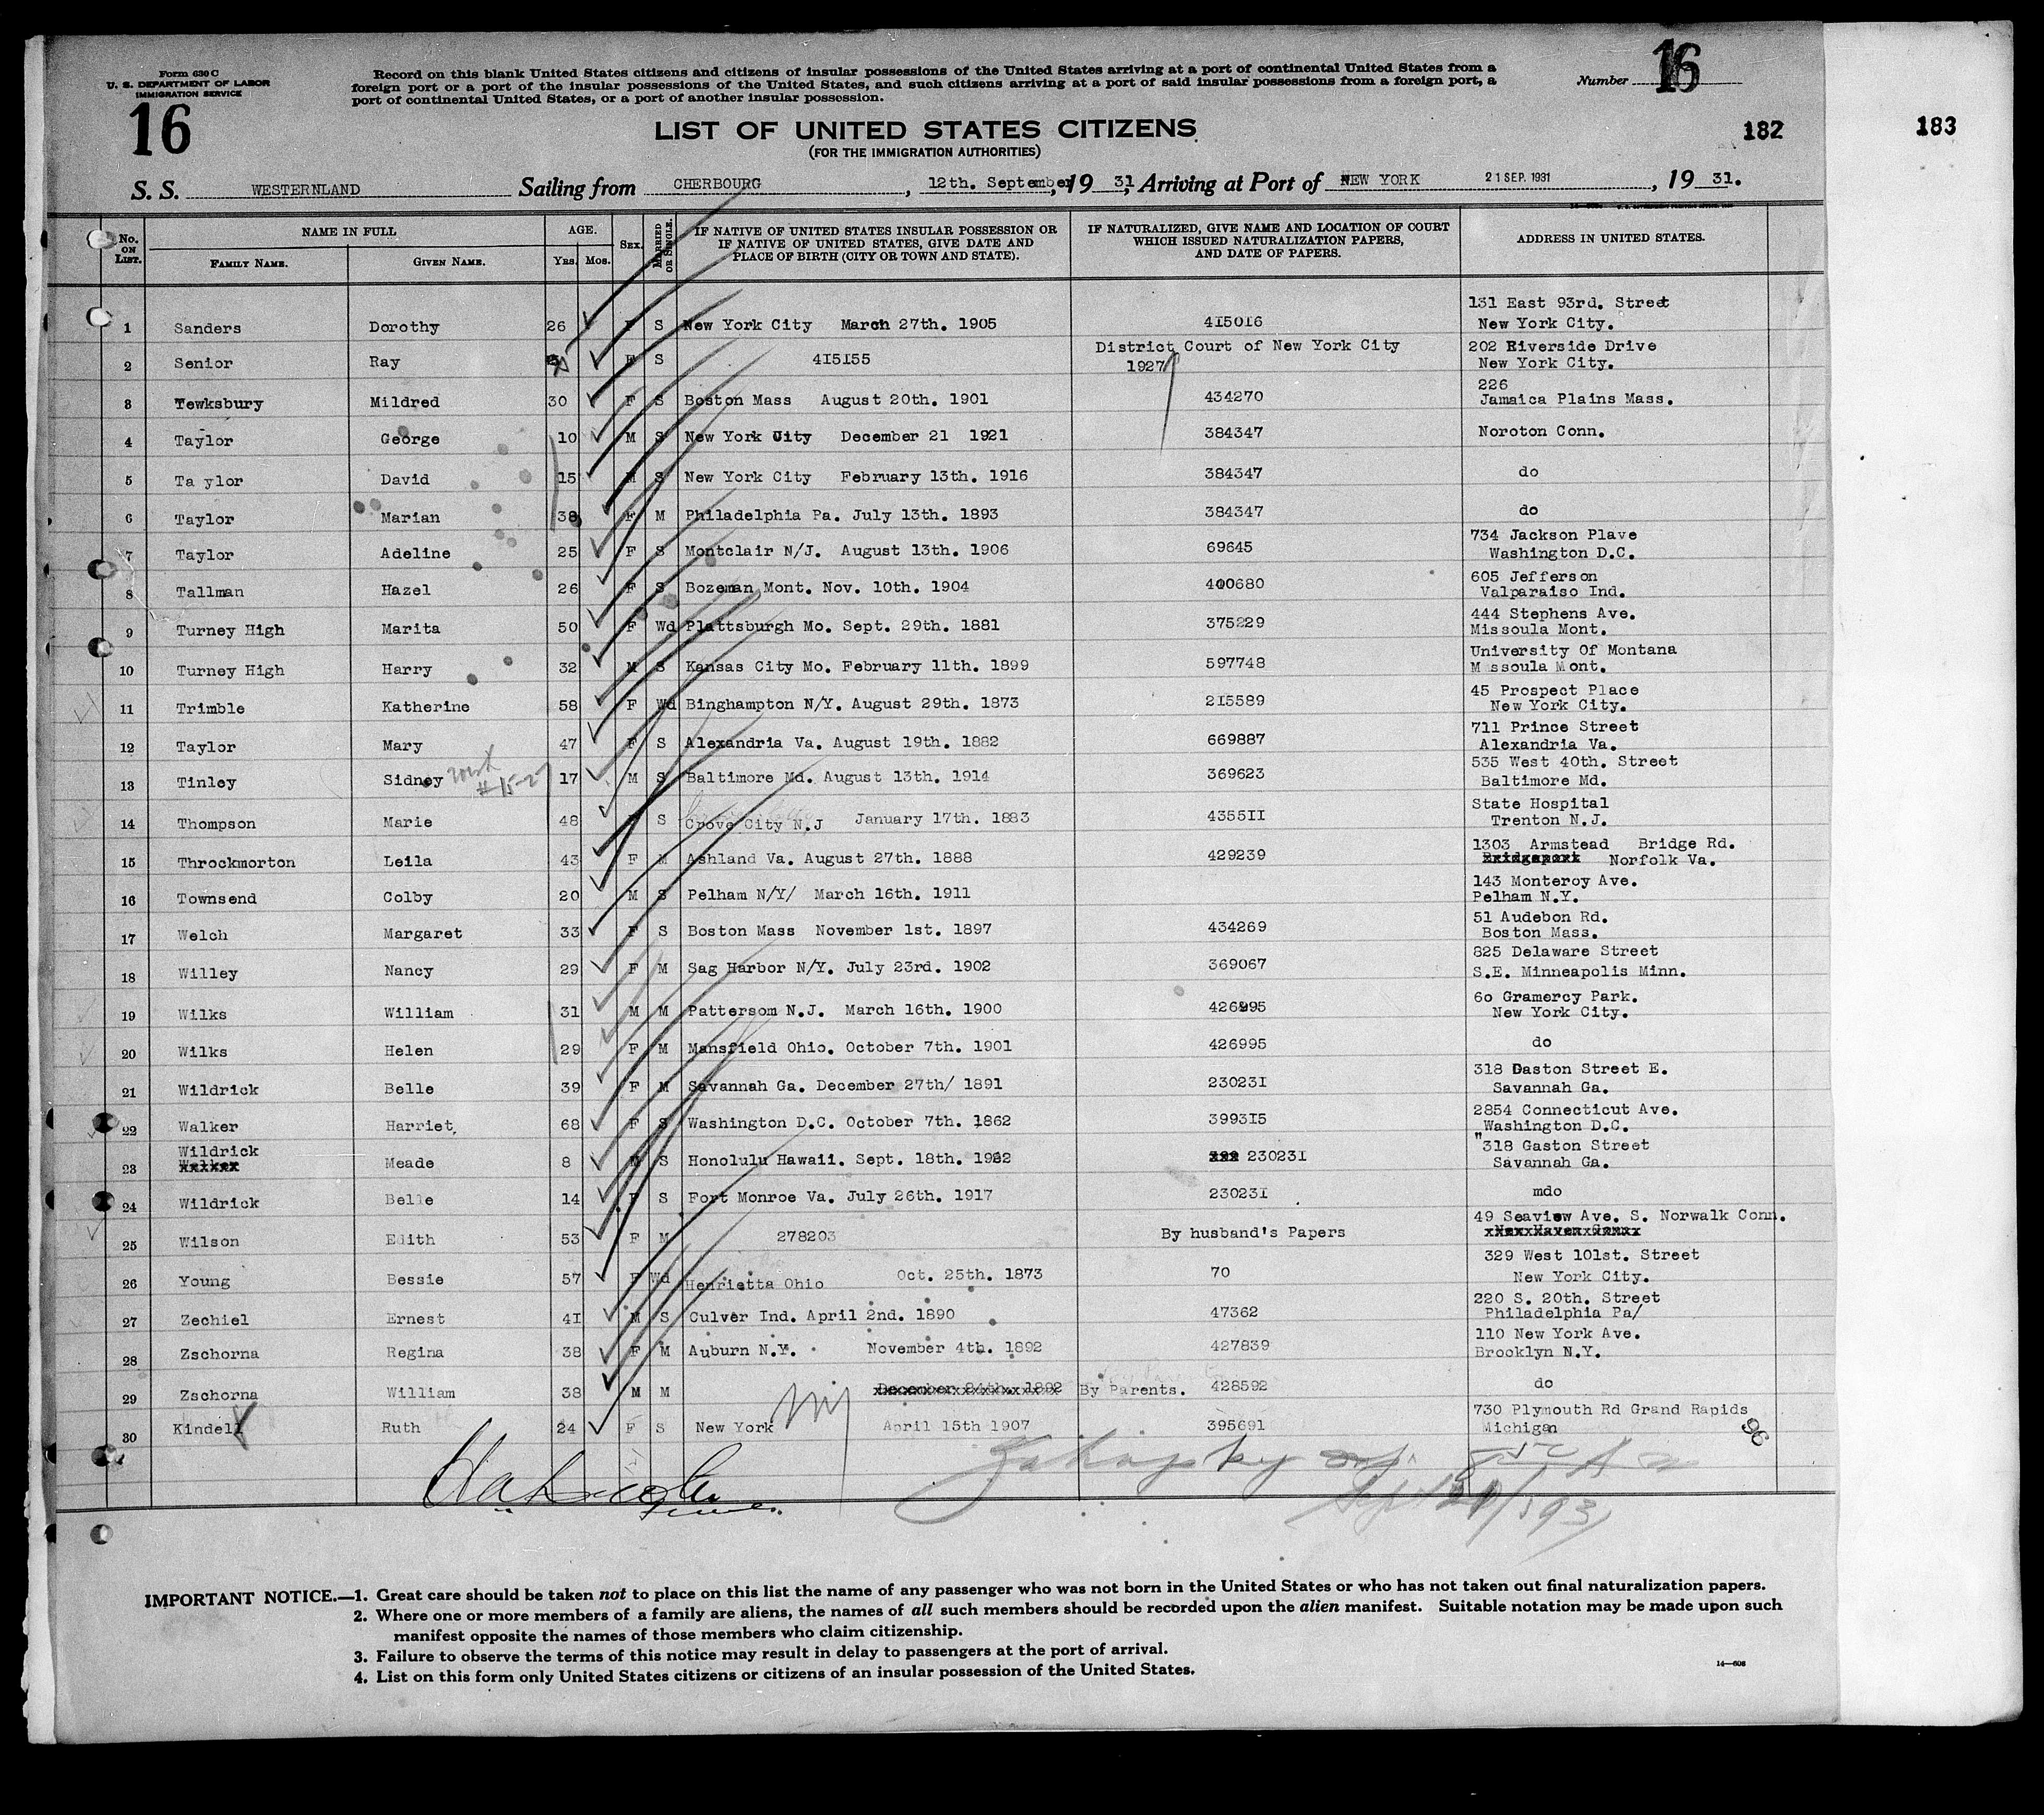 Form 630 C
U. S. DEPARTMENT OF LABOR
IMMIGRATION SERVICE
16
Record on this blank United States citizens and citizens of insular possessions of the United States arriving at a port of continental United States from a
foreign port or a port of the insular possessions of the United States, and such citizens arriving at a port of said insular possessions from a foreign port, a
port of continental United States, or a port of another insular possession.
Number 16
LIST OF UNITED STATES CITIZENS
(FOR THE IMMIGRATION AUTHORITIES)
182
183
S. S. WESTERNLAND Sailing from CHERBOURG, 12th. September, 19 31, Arriving at Port of NEW YORK 21 SEP. 1931, 19 31.
No. ON LIST. NAME IN FULL FAMILY NAME. GIVEN NAME. AGE. YRS. MOS. SEX. MARRIED OR SINGLE. IF NATIVE OF UNITED STATES INSULAR POSSESSION OR IF NATIVE OF UNITED STATES, GIVE DATE AND PLACE OF BIRTH (CITY OR TOWN AND STATE). IF NATURALIZED, GIVE NAME AND LOCATION OF COURT WHICH ISSUED NATURALIZATION PAPERS, AND DATE OF PAPERS. ADDRESS IN UNITED STATES.
1 Sanders Dorothy 26 F S New York City March 27th. 1905 415016 131 East 93rd. Street New York City.
2 Senior Ray F S 415155 District Court of New York City 1927 202 Riverside Drive New York City.
3 Tewksbury Mildred 30 F S Boston Mass August 20th. 1901 434270 226 Jamaica Plains Mass.
4 Taylor George 10 M S New York City December 21 1921 384347 Noroton Conn.
5 Ta ylor David 15 M S New York City February 13th. 1916 384347 do
6 Taylor Marian 38 F M Philadelphia Pa. July 13th. 1893 384347 do
7 Taylor Adeline 25 F S Montclair N/J. August 13th. 1906 69645 734 Jackson Plave Washington D.C.
8 Tallman Hazel 26 F S Bozeman Mont. Nov. 10th. 1904 440680 605 Jefferson Valparaiso Ind.
9 Turney High Marita 50 F Wd Plattsburgh Mo. Sept. 29th. 1881 375229 444 Stephens Ave. Missoula Mont.
10 Turney High Harry 32 M S Kansas City Mo. February 11th. 1899 597748 University Of Montana M ssoula Mont.
11 Trimble Katherine 58 F Wd Binghampton N/Y. August 29th. 1873 215589 45 Prospect Place New York City.
12 Taylor Mary 47 F S Alexandria Va. August 19th. 1882 669887 711 Prince Street Alexandria Va.
13 Tinley Sidney 17 M S Baltimore Md. August 13th. 1914 369623 535 West 40th. Street Baltimore Md.
14 Thompson Marie 48 F S Grove City N.J January 17th. 1883 435511 State Hospital Trenton N.J.
15 Throckmorton Leila 43 F M Ashland Va. August 27th. 1888 429239 1303 Armstead Bridge Rd. Norfolk Va.
16 Townsend Colby 20 M S Pelham N/Y/ March 16th. 1911 143 Monteroy Ave. Pelham N.Y.
17 Welch Margaret 33 F S Boston Mass November 1st. 1897 434269 51 Audebon Rd. Boston Mass.
18 Willey Nancy 29 F M Sag Harbor N/Y. July 23rd. 1902 369067 825 Delaware Street S.E. Minneapolis Minn.
19 Wilks William 31 M M Pattersom N.J. March 16th. 1900 426995 60 Gramercy Park. New York City.
20 Wilks Helen 29 F M Mansfield Ohio. October 7th. 1901 426995 do
21 Wildrick Belle 39 F M Savannah Ga. December 27th/ 1891 230231 318 Daston Street E. Savannah Ga.
22 Walker Harriet. 68 F S Washington D.C. October 7th. 1862 399315 2854 Connecticut Ave. Washington D.C.
23 Wildrick Walker Meade 8 M S Honolulu Hawaii. Sept. 18th. 1922 230231 "318 Gaston Street Savannah Ga.
24 Wildrick Belle 14 F S Fort Monroe Va. July 26th. 1917 230231 mdo
25 Wilson Edith 53 F M 278203 By husband's Papers 49 Seaview Ave. S. Norwalk Conn.
26 Young Bessie 57 F Wd Henrietta Ohio Oct. 25th. 1873 70 329 West 101st. Street New York City.
27 Zechiel Ernest 41 M S Culver Ind. April 2nd. 1890 47362 220 S. 20th. Street Philadelphia Pa/
28 Zschorna Regina 38 F M Auburn N.Y. November 4th. 1892 427839 110 New York Ave. Brooklyn N.Y.
29 Zschorna William 38 M M December 24th. 1892 By Parents. 428592 do
30 Kindell Ruth 24 F S New York April 15th 1907 395691 730 Plymouth Rd Grand Rapids Michigan
96
IMPORTANT NOTICE.—1. Great care should be taken not to place on this list the name of any passenger who was not born in the United States or who has not taken out final naturalization papers.
2. Where one or more members of a family are aliens, the names of all such members should be recorded upon the alien manifest. Suitable notation may be made upon such
manifest opposite the names of those members who claim citizenship.
3. Failure to observe the terms of this notice may result in delay to passengers at the port of arrival.
4. List on this form only United States citizens or citizens of an insular possession of the United States.
14—608